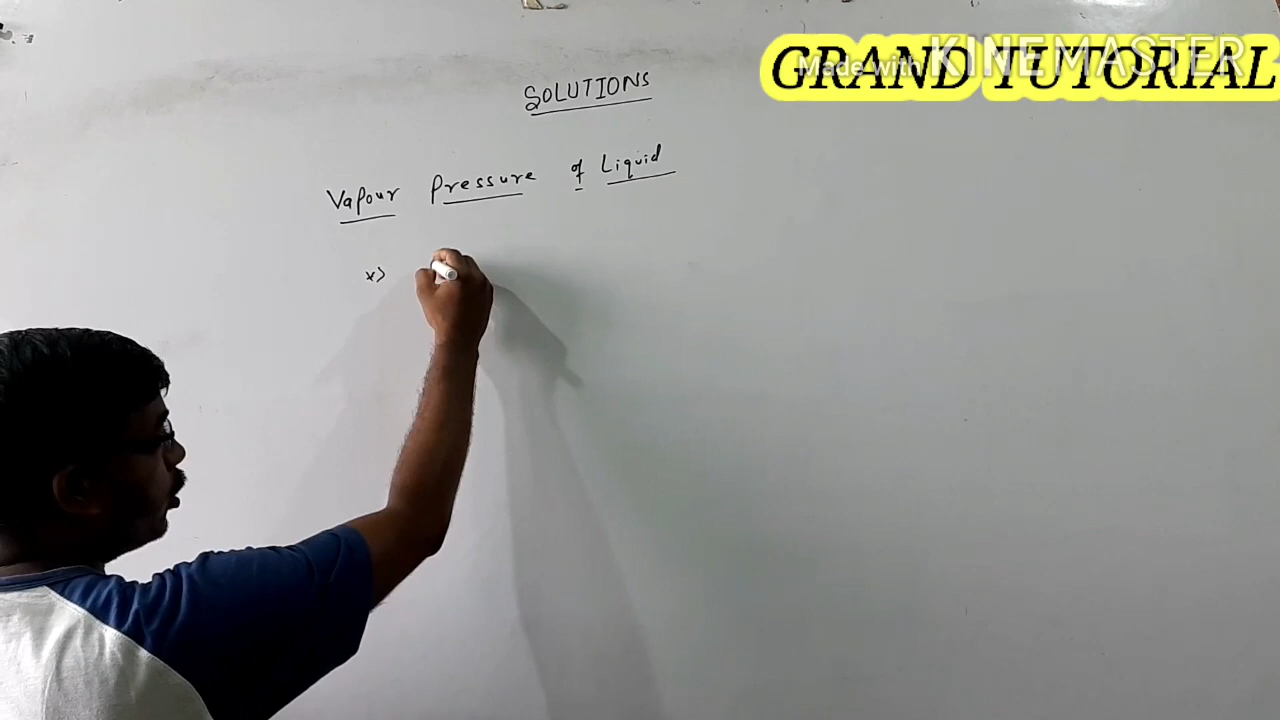 GRAND TUTORIAL
Made with KINEMASTER
SOLUTIONS
Vapour Pressure of Liquid
*>